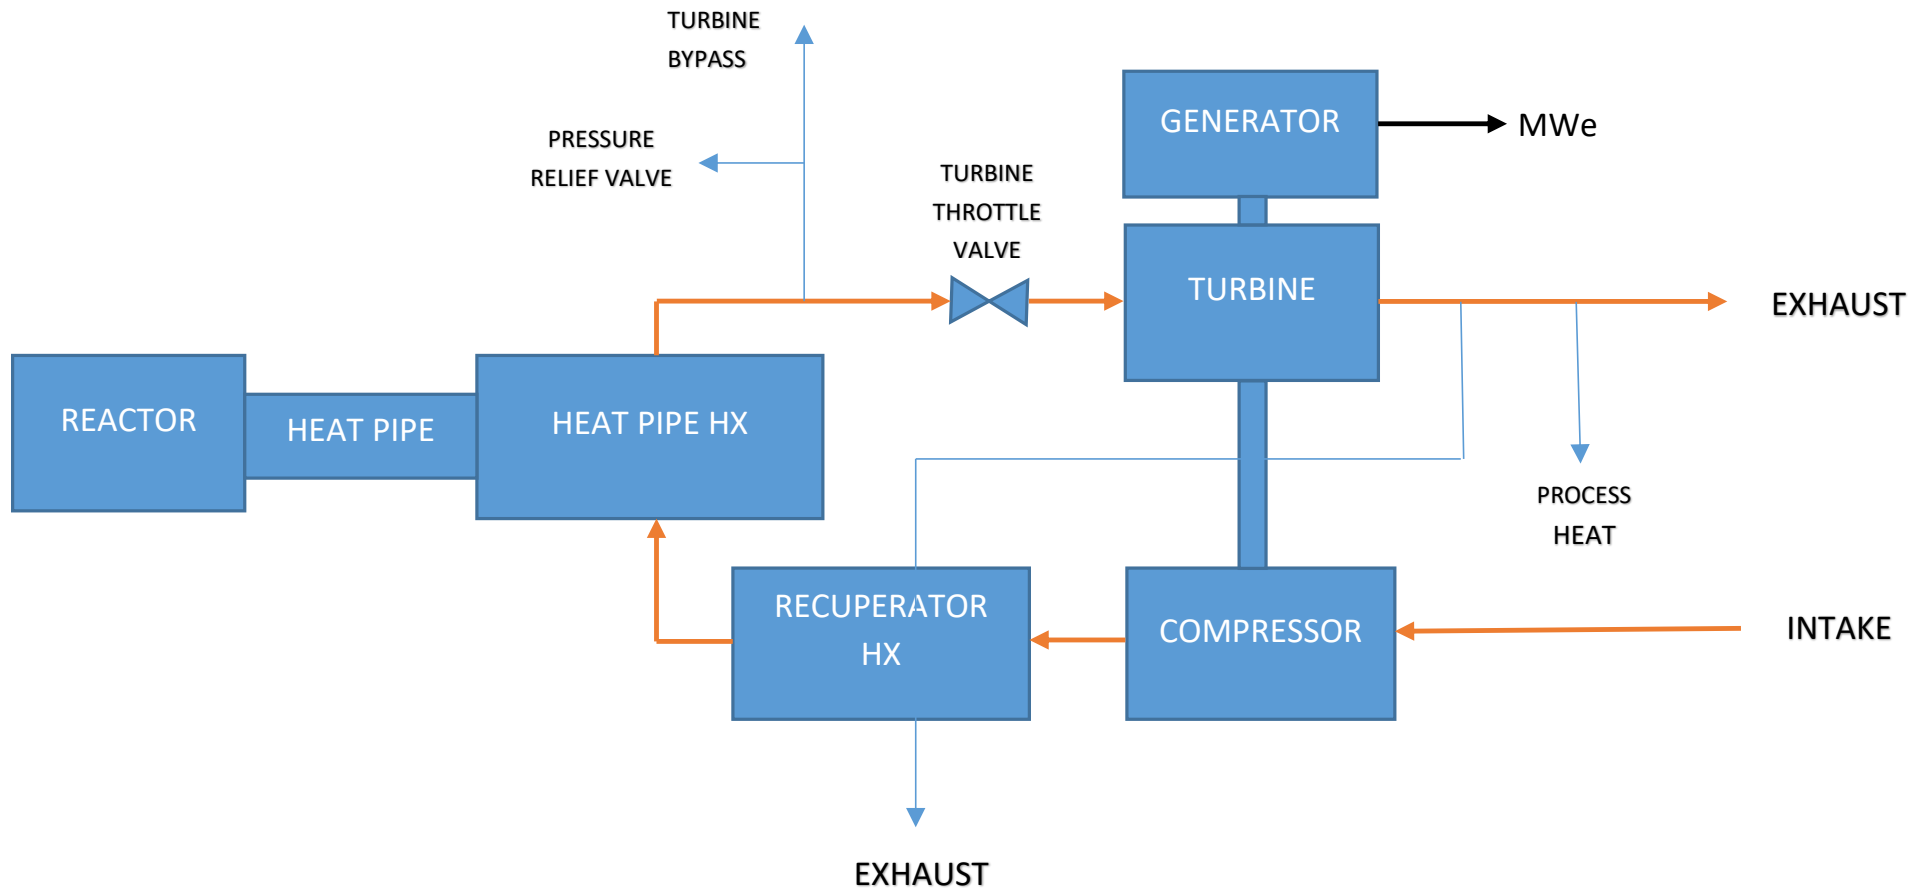 TURBINE
BYPASS
PRESSURE
RELIEF VALVE
TURBINE
THROTTLE
VALVE
GENERATOR
MWe
TURBINE
EXHAUST
REACTOR
HEAT PIPE
HEAT PIPE HX
PROCESS
HEAT
RECUPERATOR
HX
COMPRESSOR
INTAKE
EXHAUST